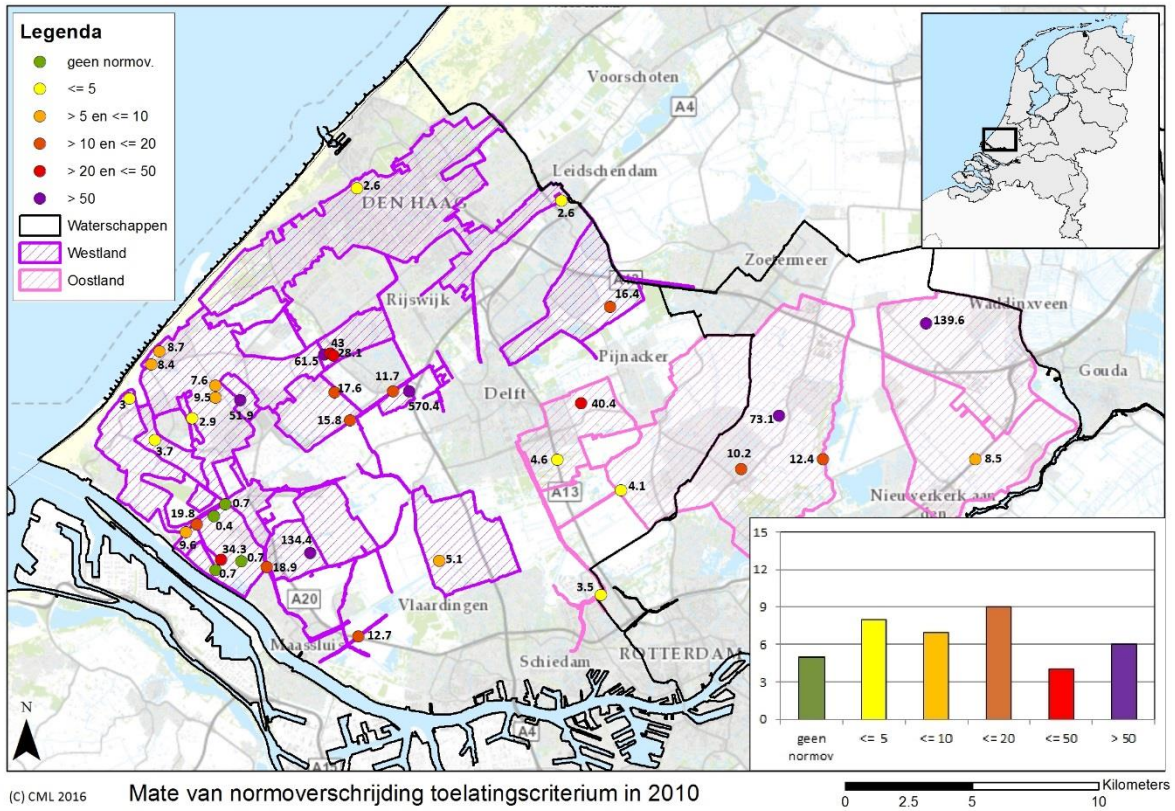 Legenda
geen normov.
<= 5
> 5 en <= 10
> 10 en <= 20
> 20 en <= 50
> 50
Waterschappen
Westland
Oostland
Voorschoten
A4
Leidschendam
2.6
DEN HAAG
2.6
Zoetermeer
A12
16.4
Rijswijk
Waddinxveen
139.6
8.7
8.4
43
28.1
61.5
Pijnacker
Gouda
7.6
9.5
11.7
17.6
Delft
570.4
3
51.9
2.9
15.8
40.4
73.1
3.7
4.6
10.2
12.4
8.5
A13
4.1
Nieuwerkerk aan
den
0.7
19.8
0.4
9.6
34.3
0.7
134.4
0.7
18.9
5.1
A20
Vlaardingen
3.5
Maassluis
12.7
Schiedam
ROTTERDAM
A4
A15
N
15
12
9
6
3
0
geen
normov
<= 5
<=10
<=20
<=50
> 50
(C) CML 2016
Mate van normoverschrijding toelatingscriterium in 2010
Kilometers
0 2.5 5 10